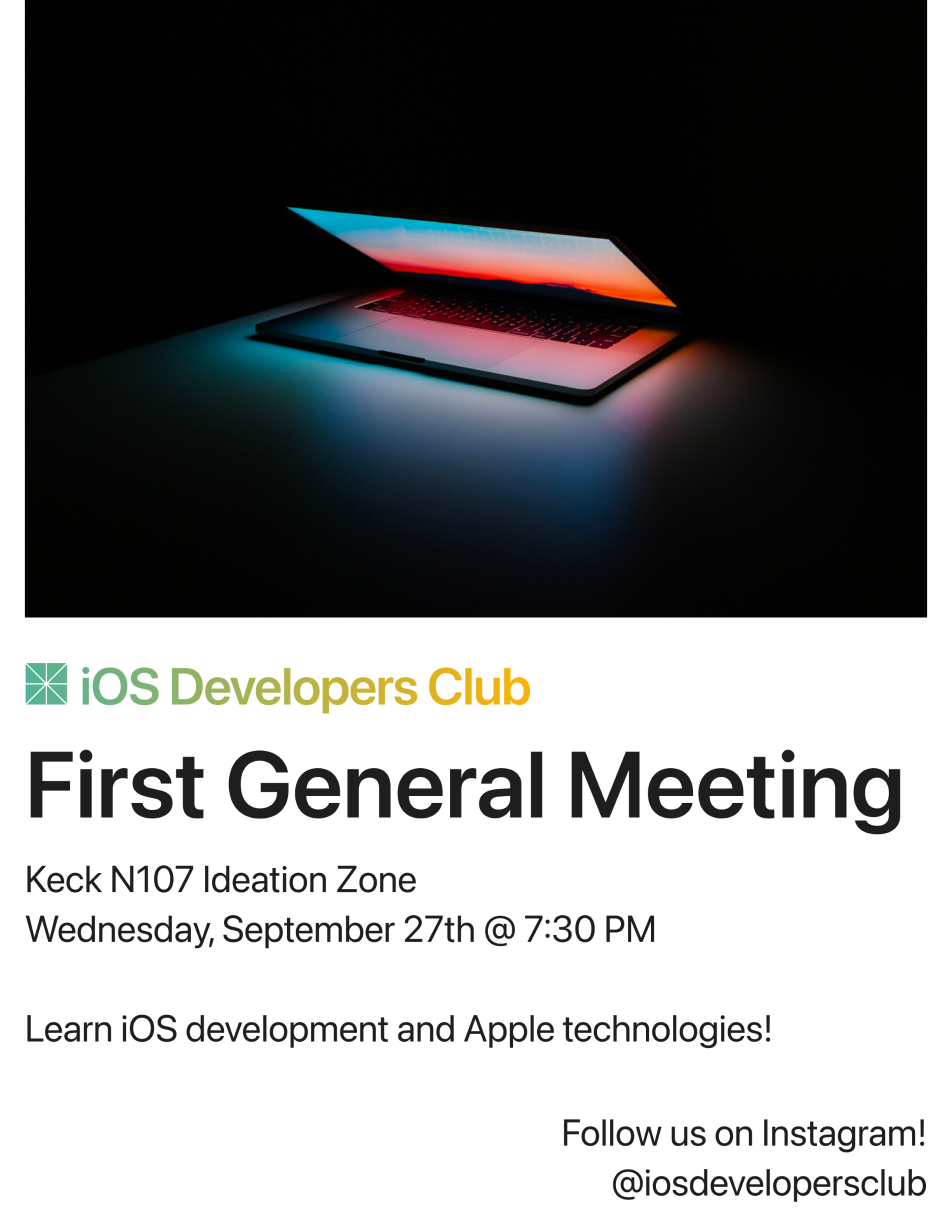 iOS Developers Club
First General Meeting
Keck N107 Ideation Zone
Wednesday, September 27th @ 7:30 PM
Learn iOS development and Apple technologies!
Follow us on Instagram!
@iosdevelopersclub